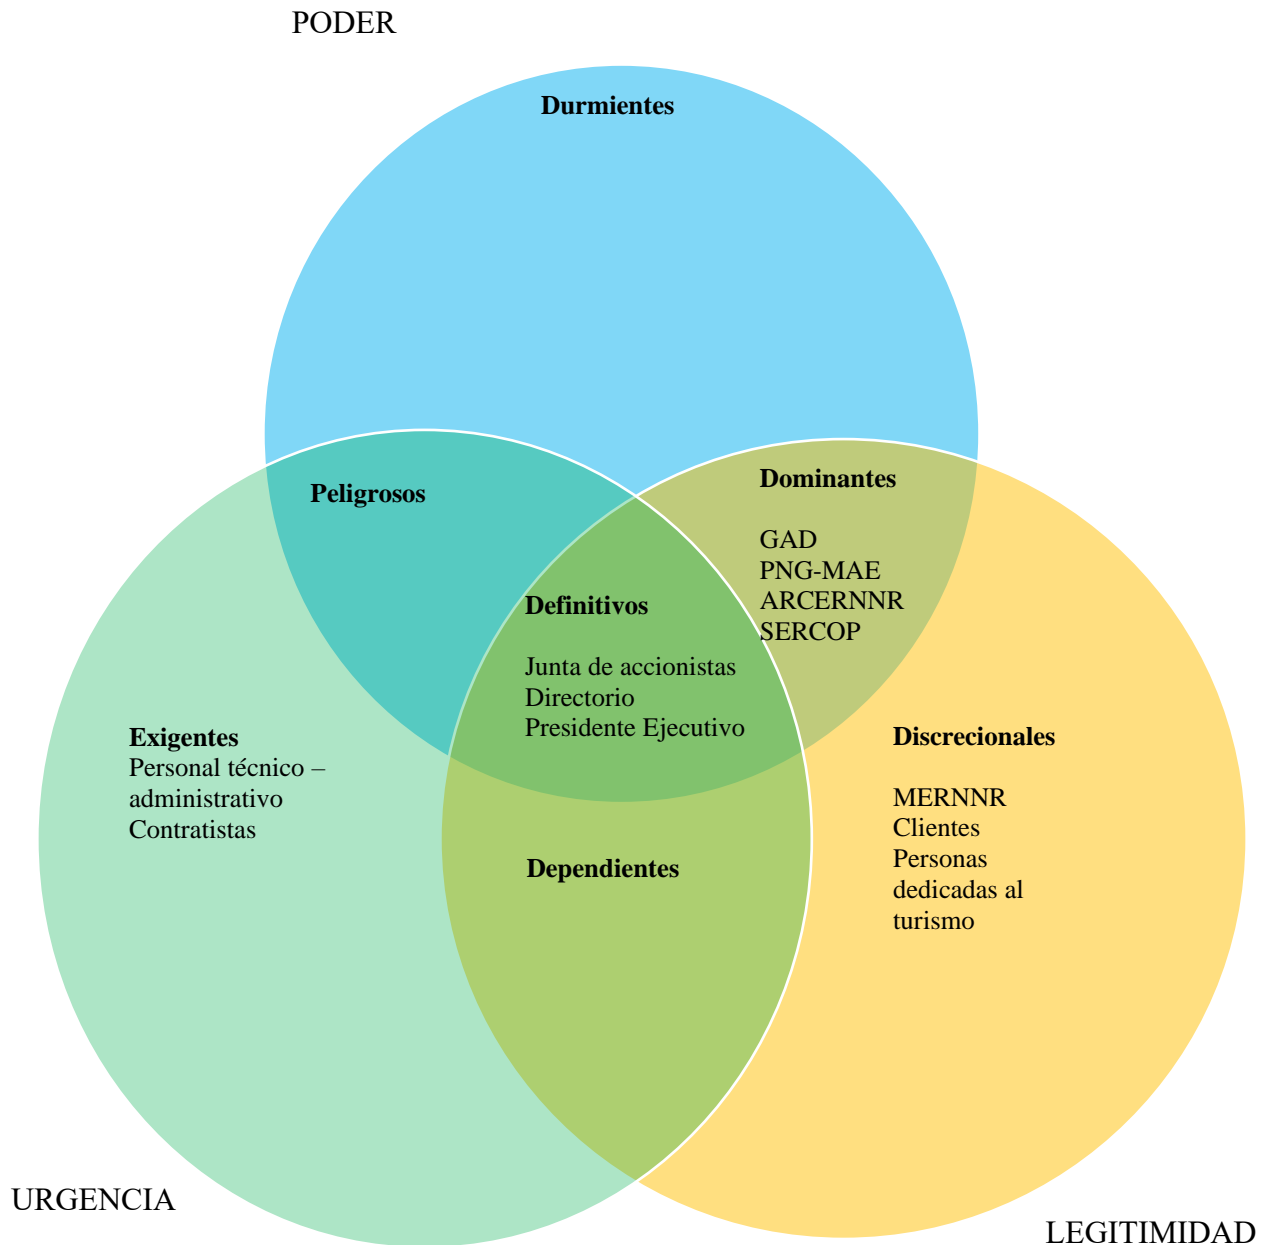 PODER
Durmientes
Peligrosos
Dominantes
GAD
PNG-MAE
ARCERNNR
SERCOP
Definitivos
Junta de accionistas
Directorio
Presidente Ejecutivo
Exigentes
Personal técnico –
administrativo
Contratistas
Discrecionales
MERNNR
Clientes
Personas
dedicadas al
turismo
Dependientes
URGENCIA
LEGITIMIDAD